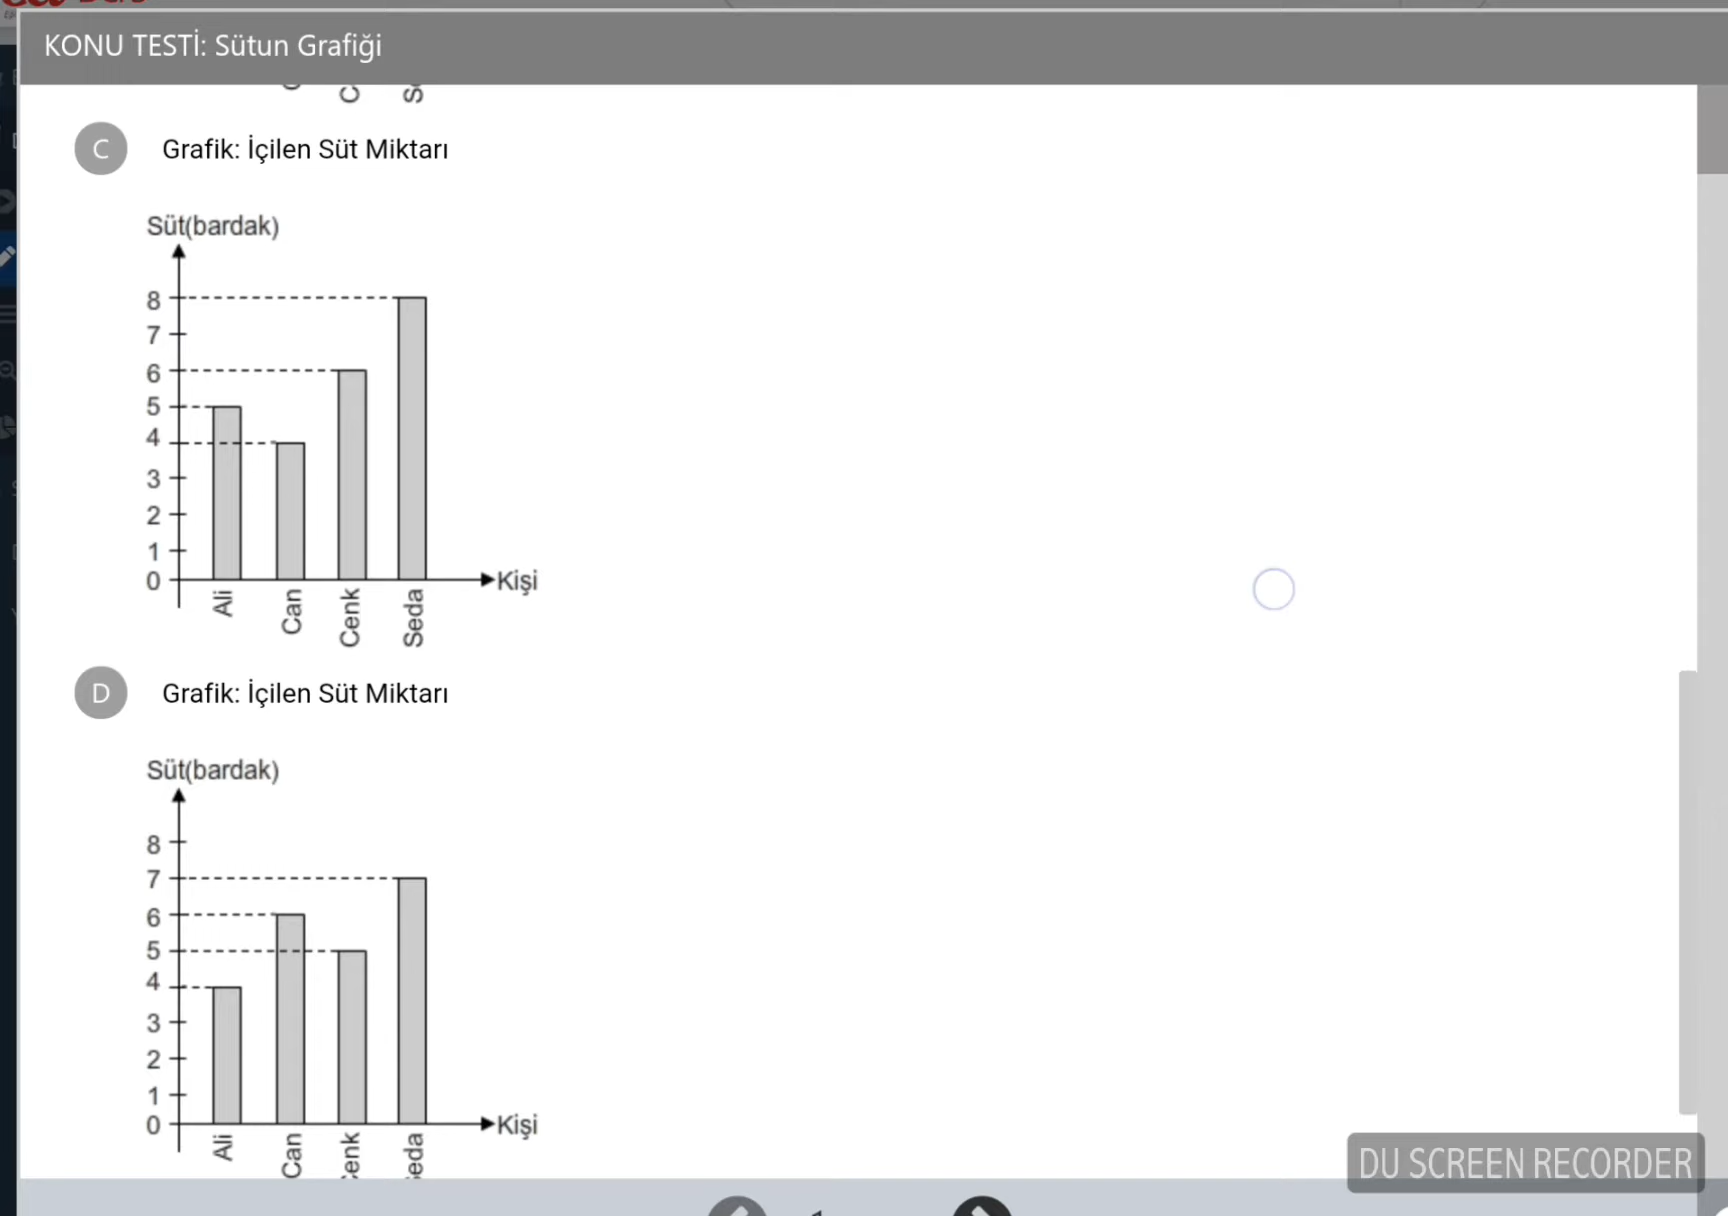 KONU TESTİ: Sütun Grafiği
C
Grafik: İçilen Süt Miktarı
Süt(bardak)
8
7
6
5
4
3
2
1
0
Kişi
Ali
Can
Cenk
Seda
D
Grafik: İçilen Süt Miktarı
Süt(bardak)
8
7
6
5
4
3
2
1
0
Kişi
Ali
Can
DU SCREEN RECORDER